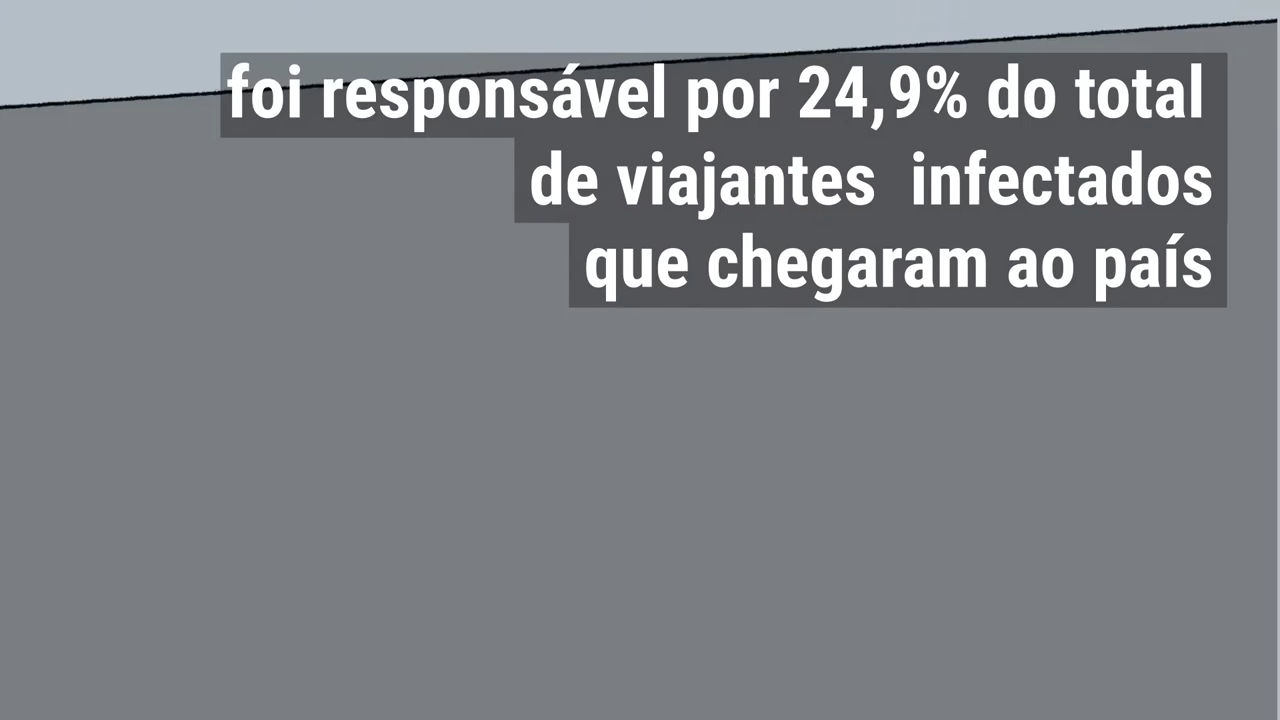 foi responsável por 24,9% do total
de viajantes  infectados
que chegaram ao país